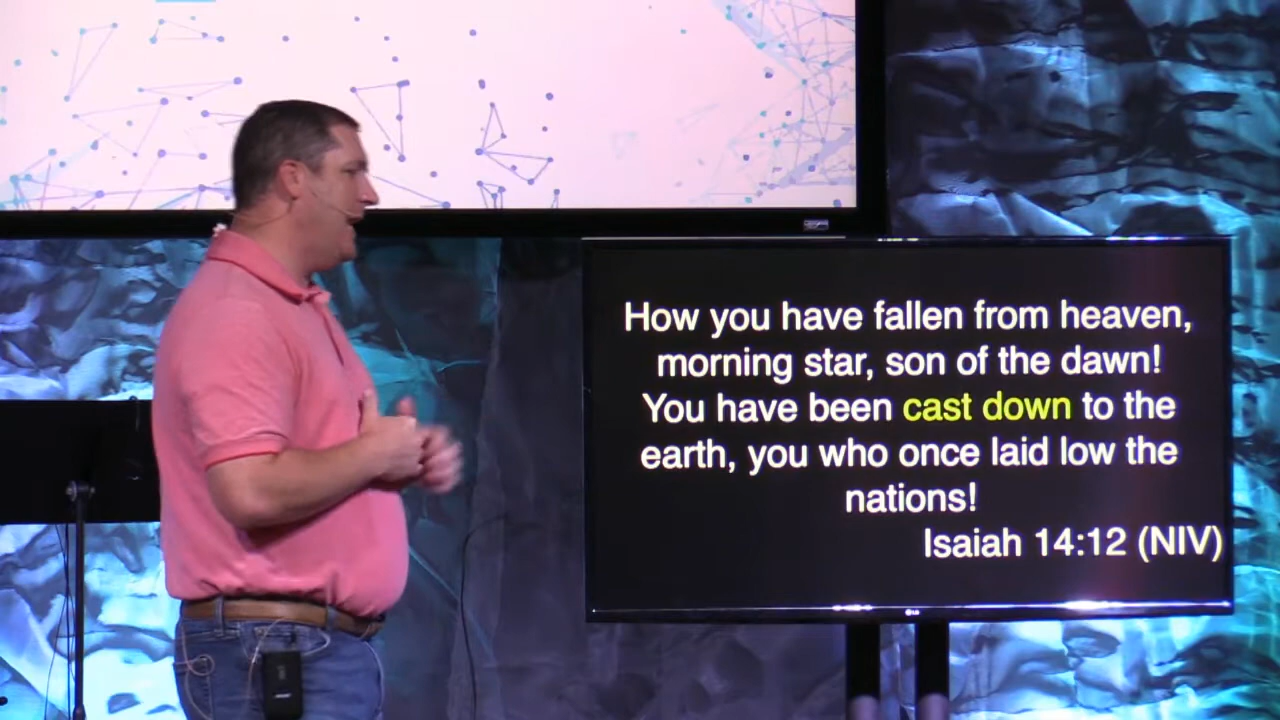 How you have fallen from heaven,
morning star, son of the dawn!
You have been cast down to the
earth, you who once laid low the
nations!
Isaiah 14:12 (NIV)
LG